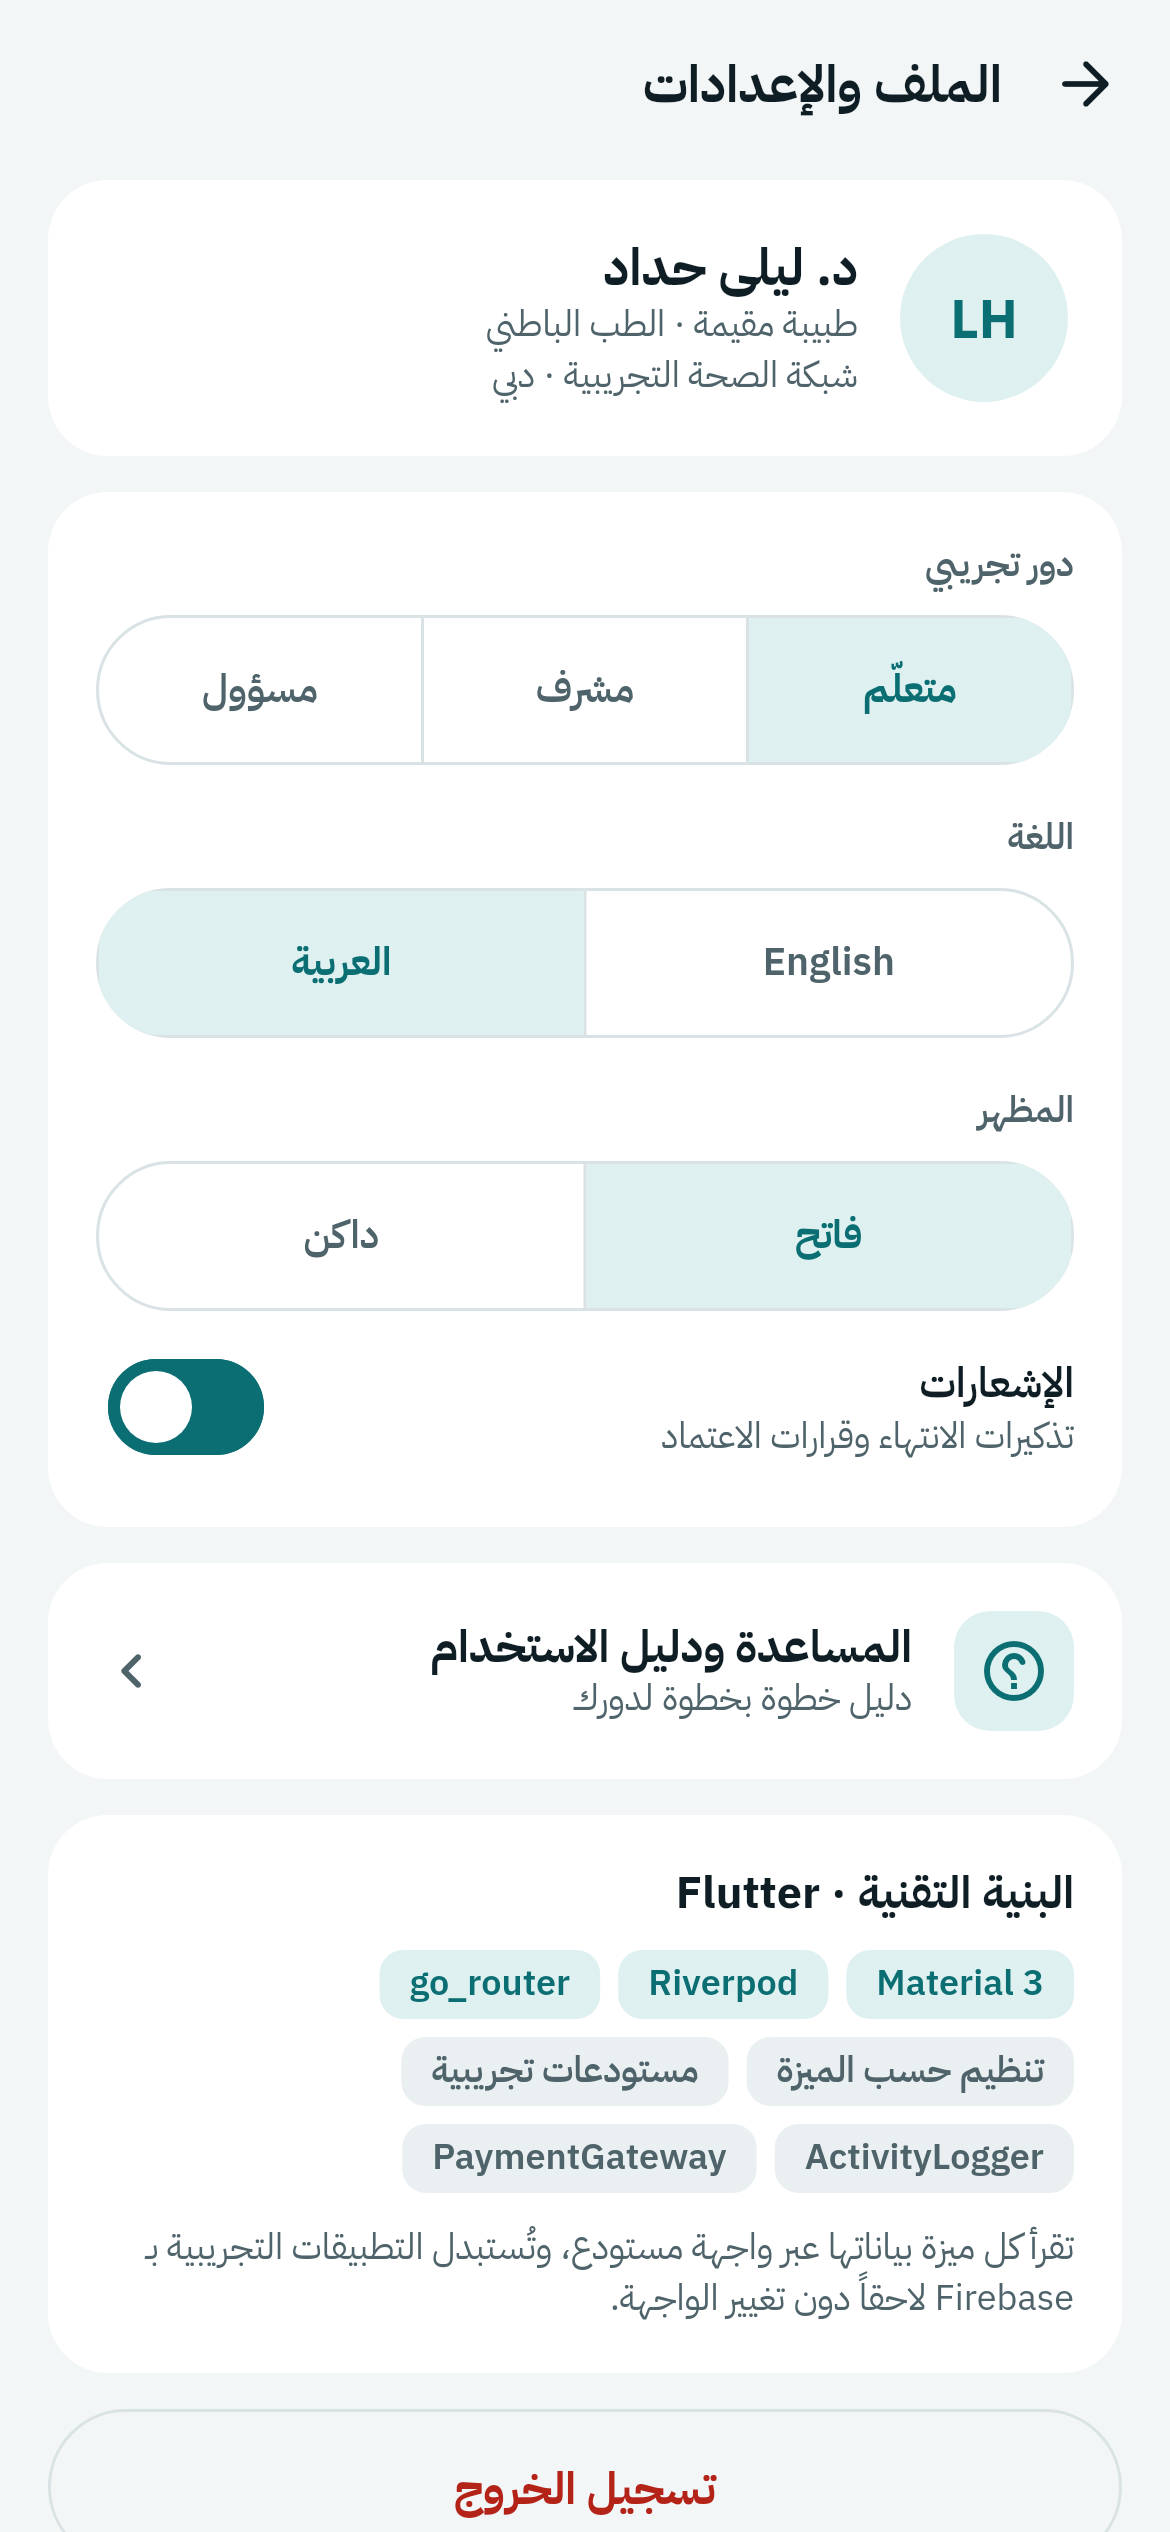 الملف والإعدادات
LH
د. ليلى حداد
طبيبة مقيمة · الطب الباطني
شبكة الصحة التجريبية · دبي
دور تجريبي
متعلّم
مشرف
مسؤول
اللغة
English
العربية
المظهر
فاتح
داكن
الإشعارات
تذكيرات الانتهاء وقرارات الاعتماد
المساعدة ودليل الاستخدام
دليل خطوة بخطوة لدورك
البنية التقنية · Flutter
Material 3
Riverpod
go_router
تنظيم حسب الميزة
مستودعات تجريبية
ActivityLogger
PaymentGateway
تقرأ كل ميزة بياناتها عبر واجهة مستودع، وتُستبدل التطبيقات التجريبية بـ
Firebase لاحقاً دون تغيير الواجهة.
تسجيل الخروج